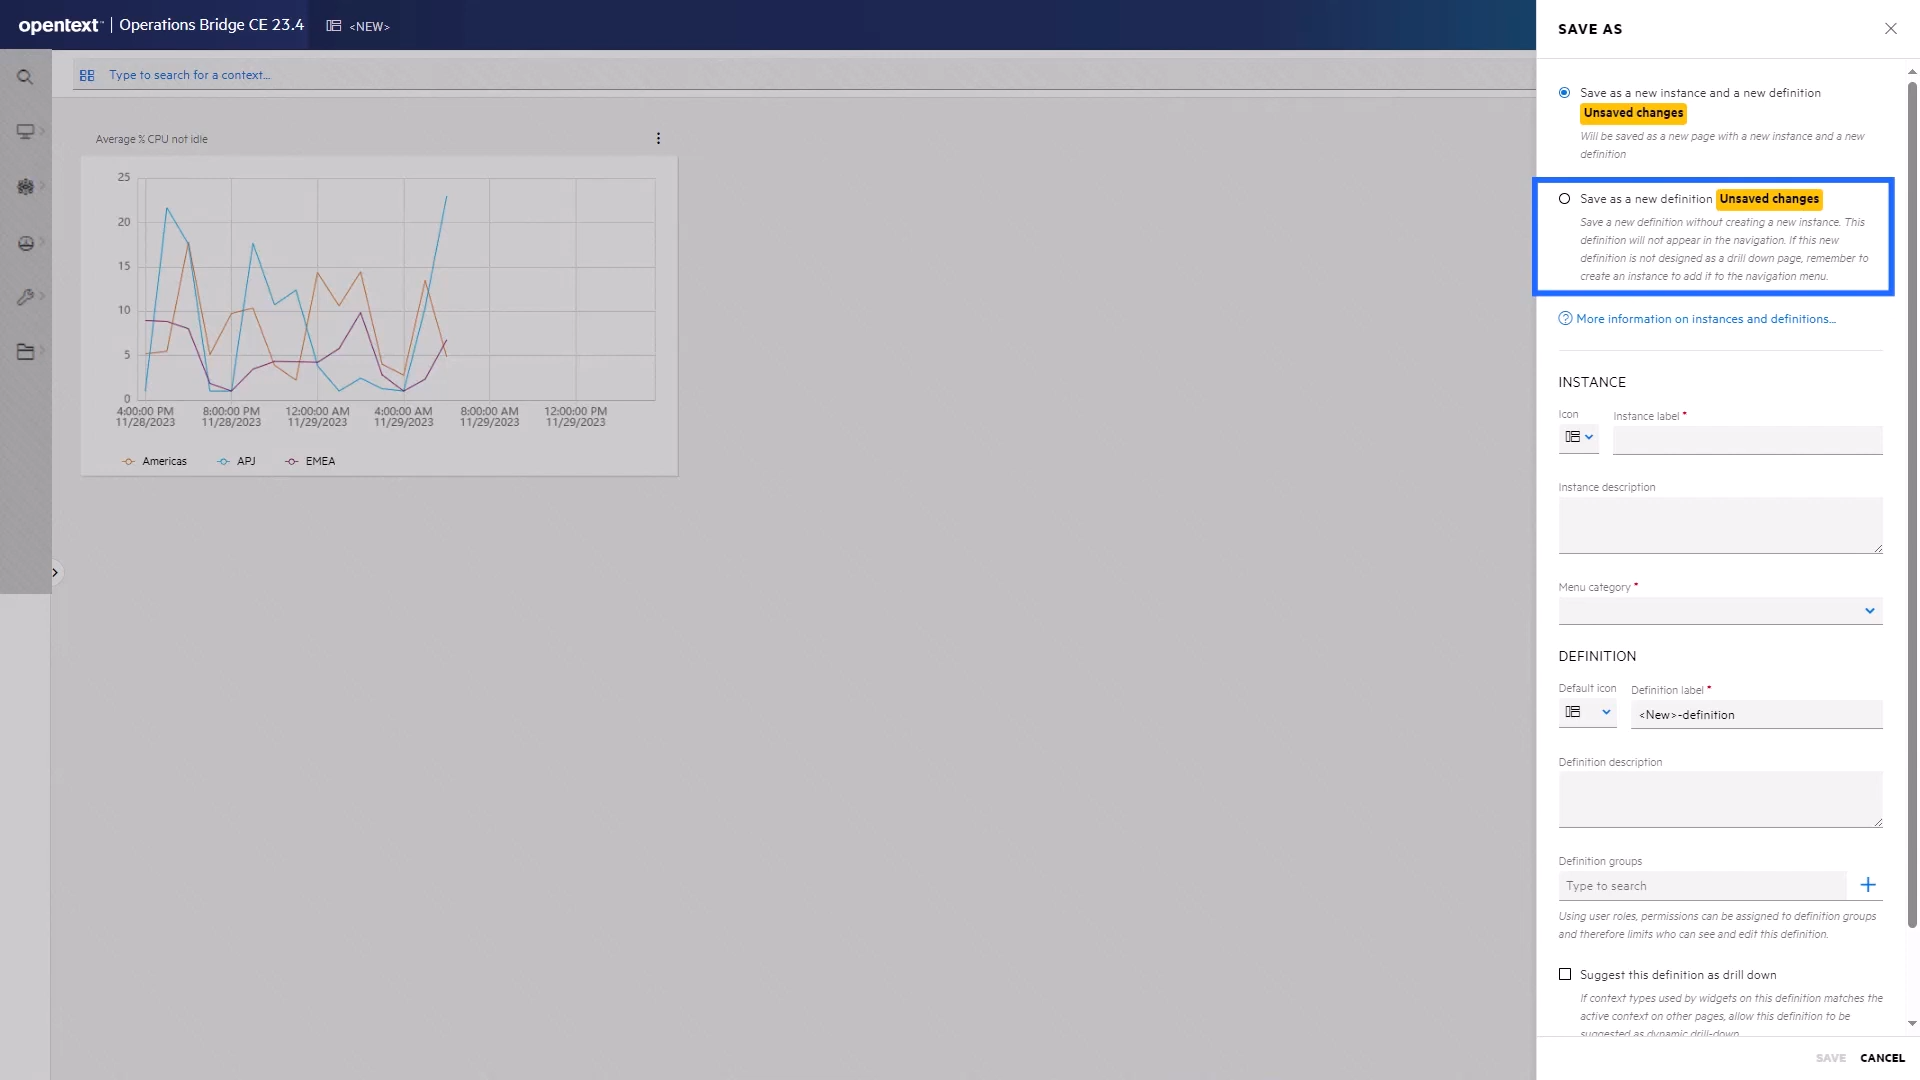 opentext™ | Operations Bridge CE 23.4
<NEW>
Type to search for a context...
Average % CPU not idle
25
20
15
10
5
0
4:00:00 PM 8:00:00 PM 12:00:00 AM 4:00:00 AM 8:00:00 AM 12:00:00 PM
11/28/2023 11/28/2023 11/29/2023 11/29/2023 11/29/2023 11/29/2023
Americas APJ EMEA
SAVE AS
Save as a new instance and a new definition
Unsaved changes
Will be saved as a new page with a new instance and a new
definition
Save as a new definition Unsaved changes
Save a new definition without creating a new instance. This
definition will not appear in the navigation. If this new
definition is not designed as a drill down page, remember to
create an instance to add it to the navigation menu.
More information on instances and definitions...
INSTANCE
Icon
Instance label *
Instance description
Menu category *
DEFINITION
Default icon
Definition label *
<New>-definition
Definition description
Definition groups
Type to search
Using user roles, permissions can be assigned to definition groups
and therefore limits who can see and edit this definition.
Suggest this definition as drill down
If context types used by widgets on this definition matches the
active context on other pages, allow this definition to be
suggested as dynamic drill-down
SAVE CANCEL